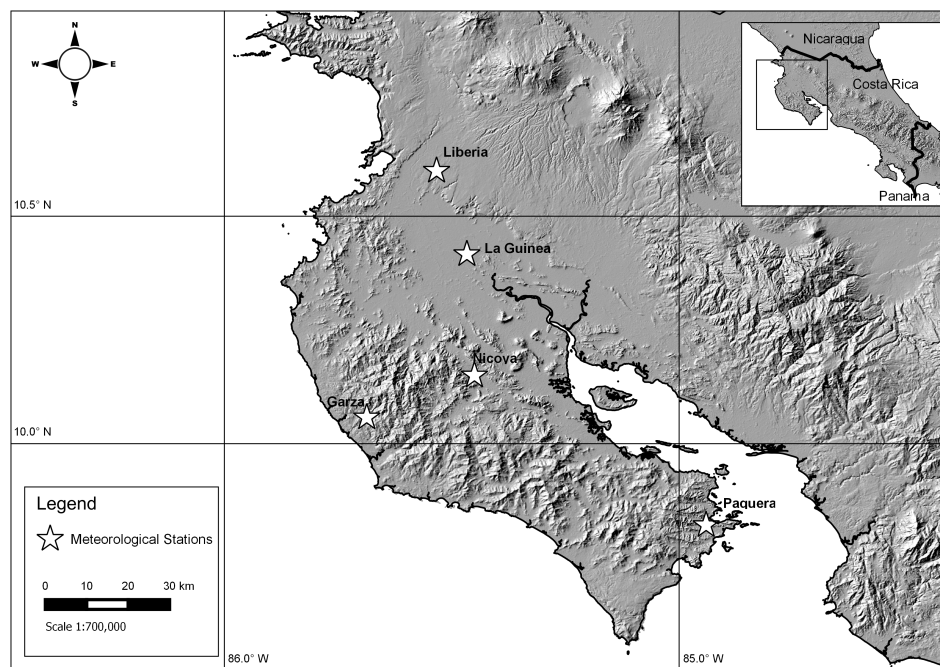 N
W E
S
Nicaragua
Costa Rica
Panama
Liberia
10.5° N
La Guinea
Nicoya
Garza
10.0° N
Paquera
Legend
Meteorological Stations
0 10 20 30 km
Scale 1:700,000
86.0° W
85.0° W